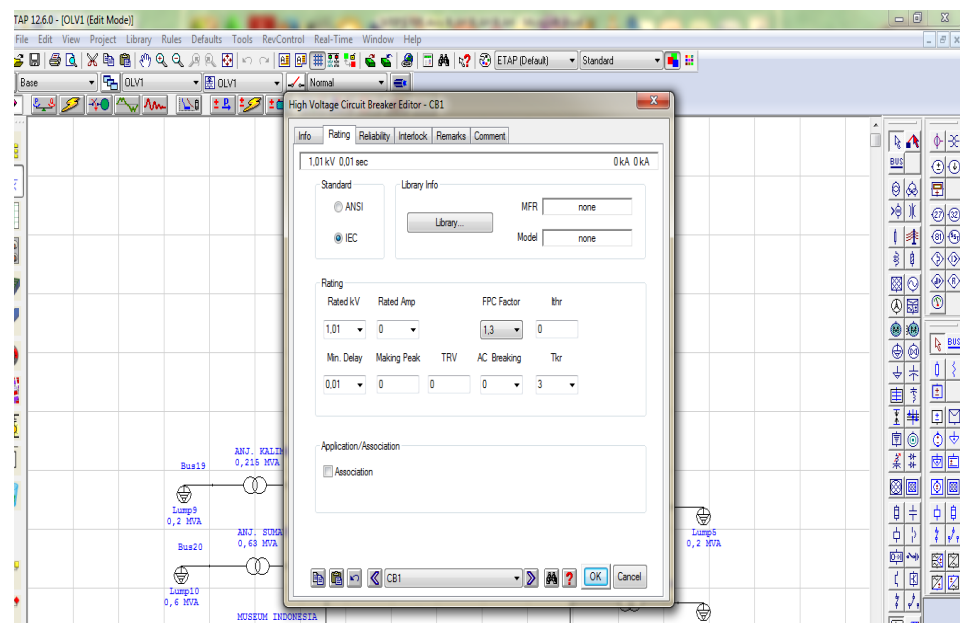 TAP 12.6.0 - [OLV1 (Edit Mode)]
File Edit View Project Library Rules Defaults Tools RevControl Real-Time Window Help
ETAP (Default) Standard
Base OLV1 OLV1 Normal
High Voltage Circuit Breaker Editor - CB1
Info Rating Reliability Interlock Remarks Comment
1,01 kV 0,01 sec 0 kA 0 kA
Standard Library Info
ANSI MFR none
Library...
IEC Model none
Rating
Rated kV Rated Amp FPC Factor Ithr
1,01 0 1,3 0
Min. Delay Making Peak TRV AC Breaking Tkr
0,01 0 0 0 3
Application/Association
Association
CB1 OK Cancel
BUS
BUS
ANJ. KALIM
Bus19 0,215 MVA
Lump9
0,2 MVA
ANJ. SUMA
Bus20 0,63 MVA
Lump10
0,6 MVA
MUSEUM INDONESIA
Lump5
0,2 MVA